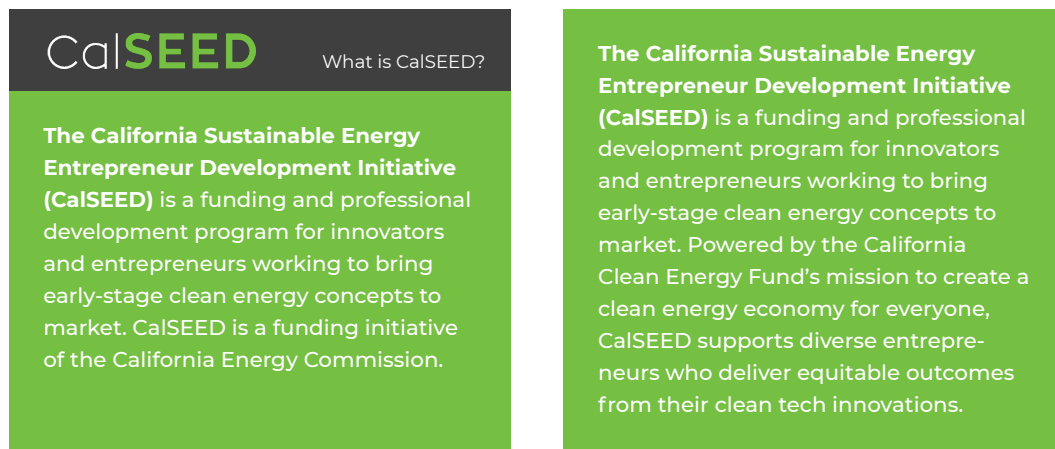 CalSEED
What is CalSEED?
The California Sustainable Energy
Entrepreneur Development Initiative
(CalSEED) is a funding and professional
development program for innovators
and entrepreneurs working to bring
early-stage clean energy concepts to
market. CalSEED is a funding initiative
of the California Energy Commission.
The California Sustainable Energy
Entrepreneur Development Initiative
(CalSEED) is a funding and professional
development program for innovators
and entrepreneurs working to bring
early-stage clean energy concepts to
market. Powered by the California
Clean Energy Fund’s mission to create a
clean energy economy for everyone,
CalSEED supports diverse entrepre-
neurs who deliver equitable outcomes
from their clean tech innovations.